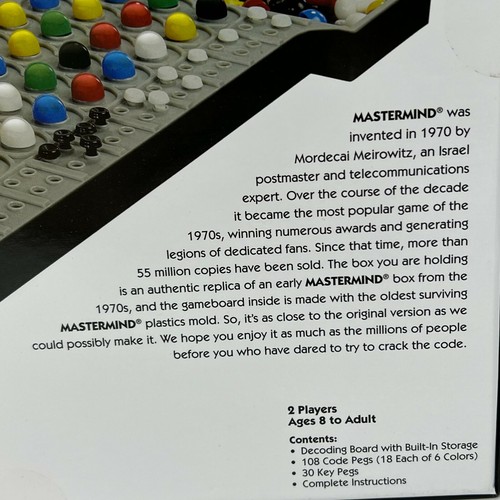 MASTERMIND® was
invented in 1970 by
Mordecai Meirowitz, an Israel
postmaster and telecommunications
expert. Over the course of the decade
it became the most popular game of the
1970s, winning numerous awards and generating
legions of dedicated fans. Since that time, more than
55 million copies have been sold. The box you are holding
is an authentic replica of an early MASTERMIND® box from the
1970s, and the gameboard inside is made with the oldest surviving
MASTERMIND® plastics mold. So, it's as close to the original version as we
could possibly make it. We hope you enjoy it as much as the millions of people
before you who have dared to try to crack the code.
2 Players
Ages 8 to Adult
Contents:
• Decoding Board with Built-In Storage
• 108 Code Pegs (18 Each of 6 Colors)
• 30 Key Pegs
• Complete Instructions